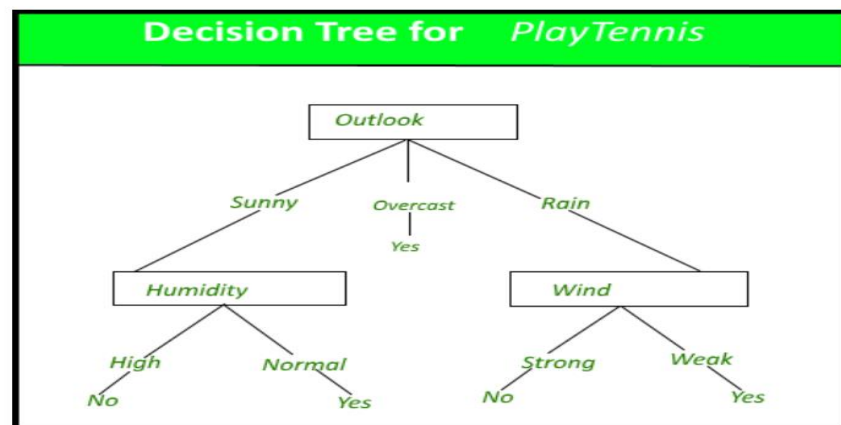 Decision Tree for PlayTennis
Outlook
Sunny Overcast Rain
Yes
Humidity Wind
High Normal Strong Weak
No Yes No Yes